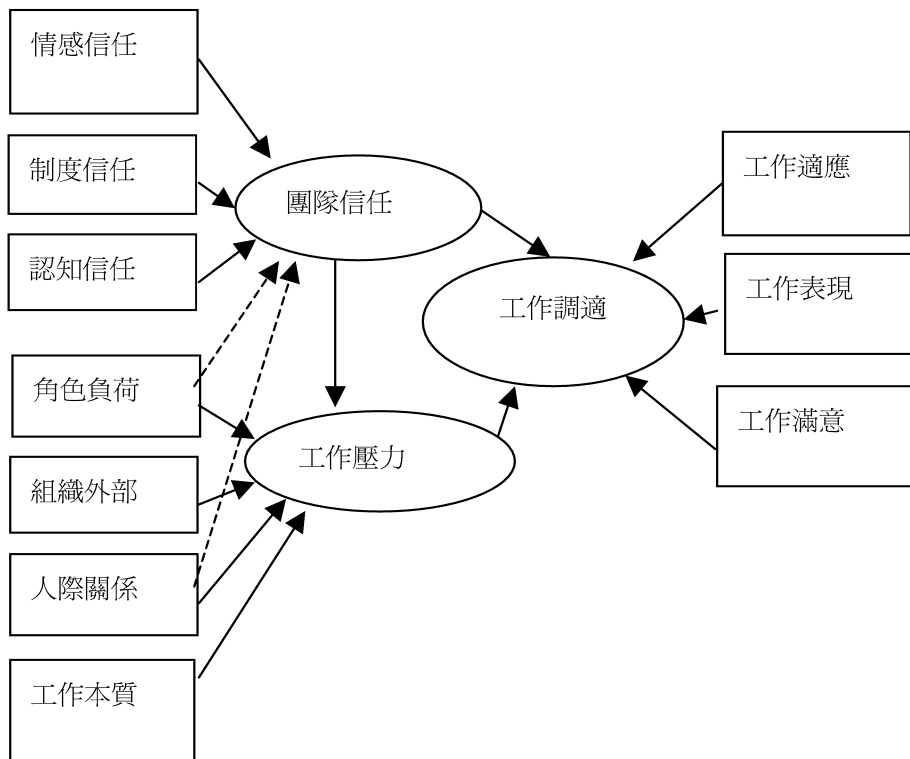 情感信任
制度信任
認知信任
角色負荷
組織外部
人際關係
工作本質
團隊信任
工作壓力
工作調適
工作適應
工作表現
工作滿意